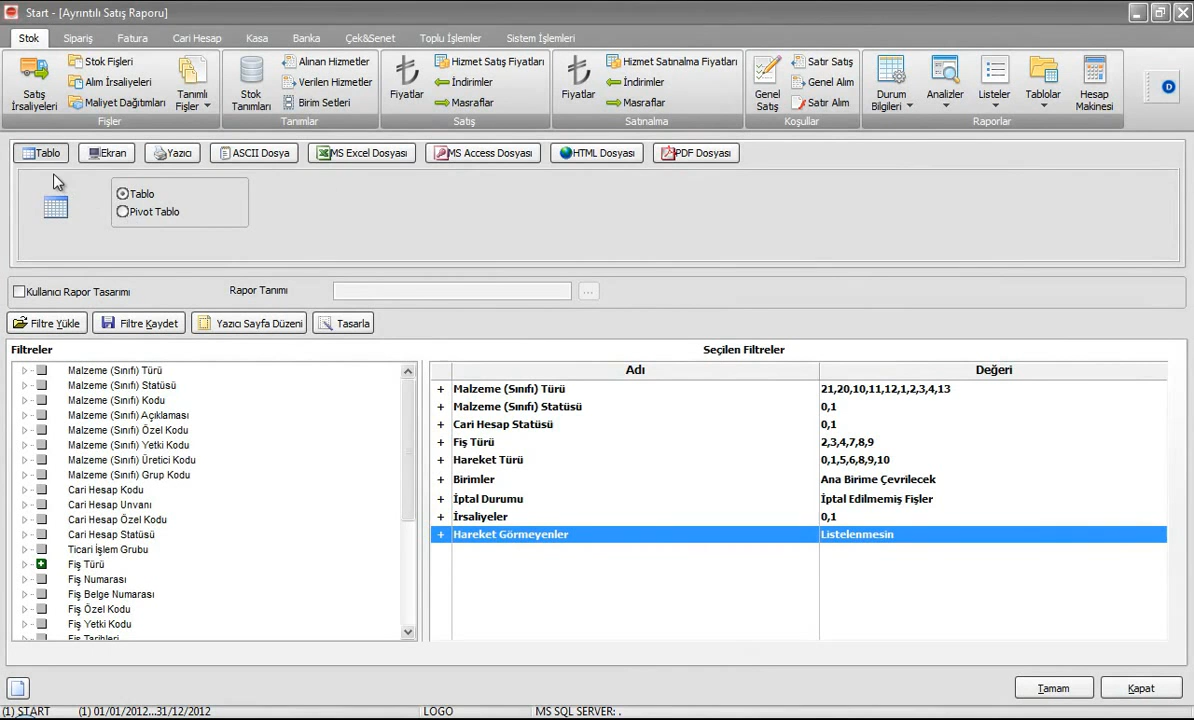 Start - [Ayrıntılı Satış Raporu]
Stok Sipariş Fatura Cari Hesap Kasa Banka Çek&Senet Toplu İşlemler Sistem İşlemleri
Satış İrsaliyeleri
Stok Fişleri
Alım İrsaliyeleri
Maliyet Dağıtımları
Tanımlı Fişler
Fişler
Stok Tanımları
Alınan Hizmetler
Verilen Hizmetler
Birim Setleri
Tanımlar
Fiyatlar
Hizmet Satış Fiyatları
İndirimler
Masraflar
Satış
Fiyatlar
Hizmet Satınalma Fiyatları
İndirimler
Masraflar
Satınalma
Genel Satış
Satır Satış
Genel Alım
Satır Alım
Koşullar
Durum Bilgileri
Analizler
Listeler
Tablolar
Hesap Makinesi
Raporlar
D
Tablo Ekran Yazıcı ASCII Dosya MS Excel Dosyası MS Access Dosyası HTML Dosyası PDF Dosyası
Tablo
Pivot Tablo
Kullanıcı Rapor Tasarımı Rapor Tanımı ...
Filtre Yükle Filtre Kaydet Yazıcı Sayfa Düzeni Tasarla
Filtreler
Malzeme (Sınıfı) Türü
Malzeme (Sınıfı) Statüsü
Malzeme (Sınıfı) Kodu
Malzeme (Sınıfı) Açıklaması
Malzeme (Sınıfı) Özel Kodu
Malzeme (Sınıfı) Yetki Kodu
Malzeme (Sınıfı) Üretici Kodu
Malzeme (Sınıfı) Grup Kodu
Cari Hesap Kodu
Cari Hesap Unvanı
Cari Hesap Özel Kodu
Cari Hesap Statüsü
Ticari İşlem Grubu
Fiş Türü
Fiş Numarası
Fiş Belge Numarası
Fiş Özel Kodu
Fiş Yetki Kodu
Fiş Tarihleri
Seçilen Filtreler
Adı Değeri
+ Malzeme (Sınıfı) Türü 21,20,10,11,12,1,2,3,4,13
+ Malzeme (Sınıfı) Statüsü 0,1
+ Cari Hesap Statüsü 0,1
+ Fiş Türü 2,3,4,7,8,9
+ Hareket Türü 0,1,5,6,8,9,10
+ Birimler Ana Birime Çevrilecek
+ İptal Durumu İptal Edilmemiş Fişler
+ İrsaliyeler 0,1
+ Hareket Görmeyenler Listelenmesin
Tamam Kapat
(1) START (1) 01/01/2012...31/12/2012 LOGO MS SQL SERVER: .